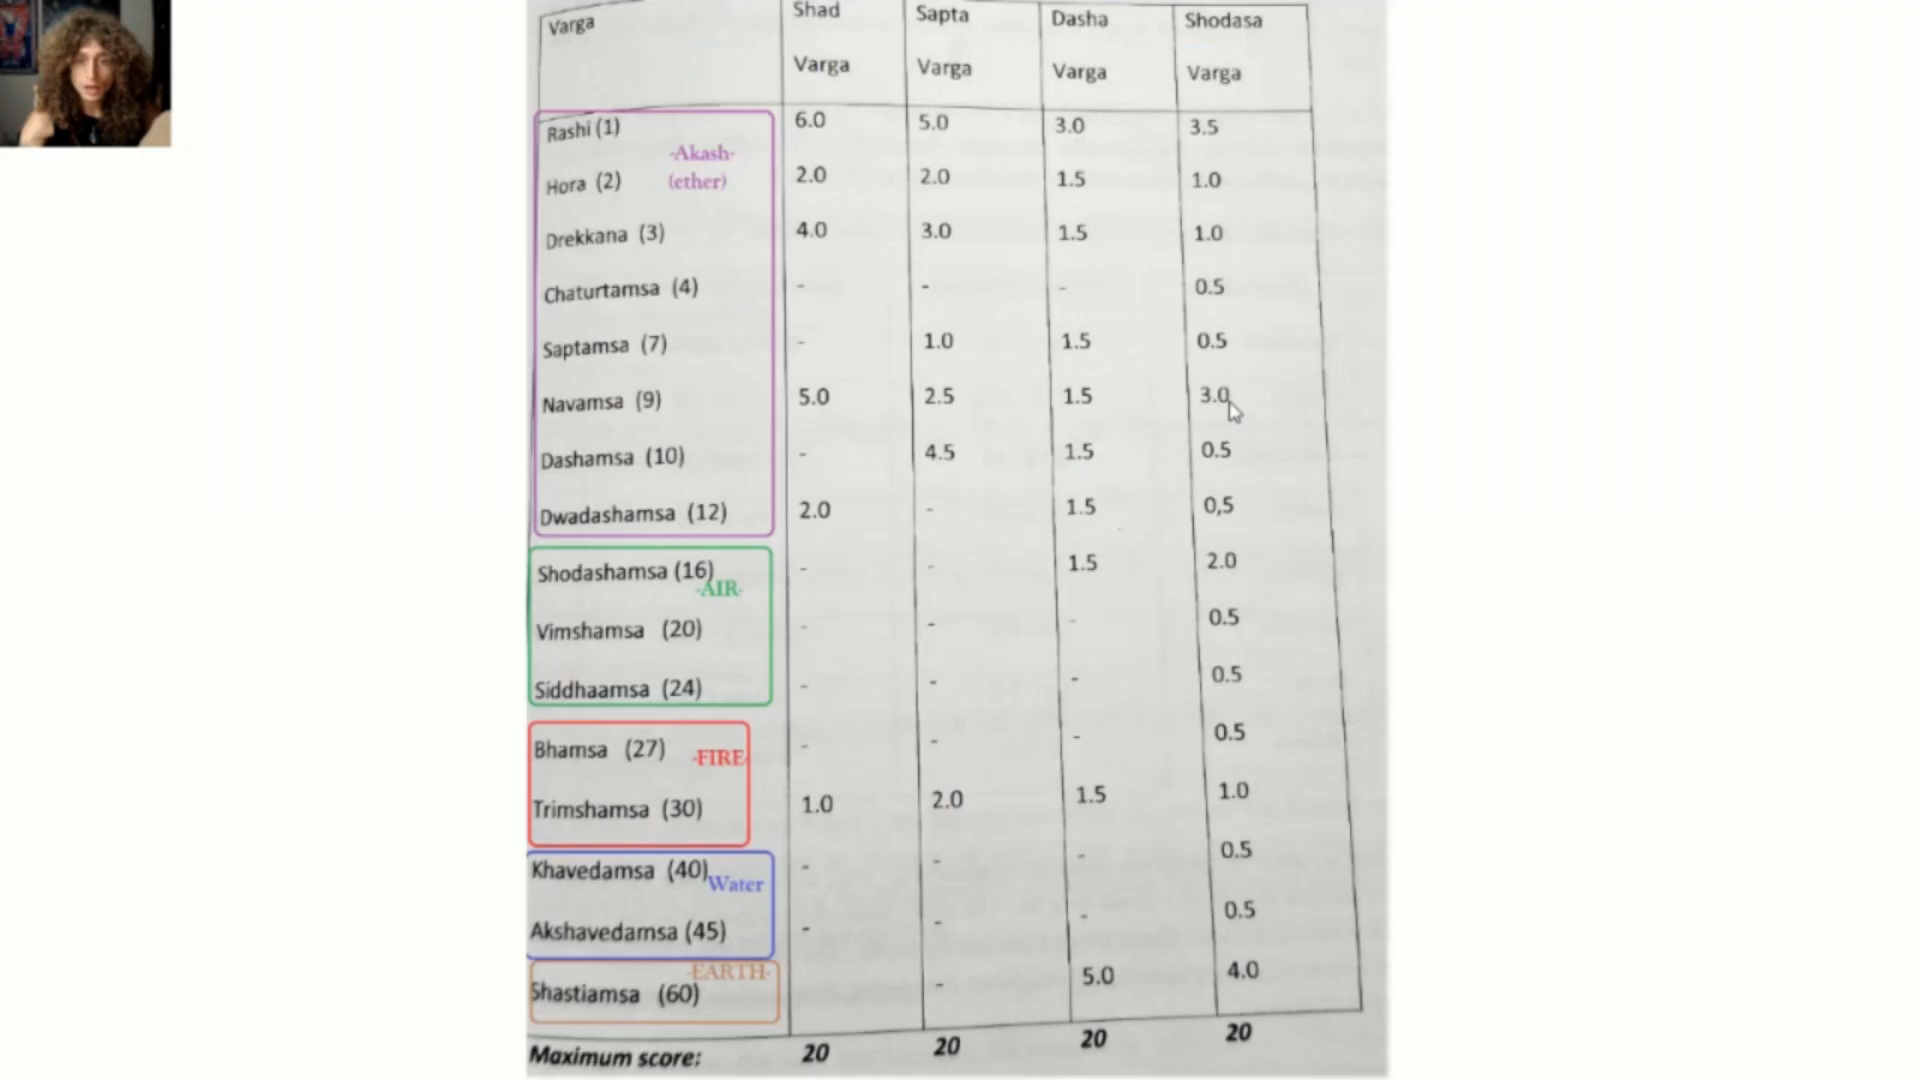 Varga Shad Sapta Dasha Shodasa
Varga Varga Varga Varga
Rashi (1) 6.0 5.0 3.0 3.5
-Akash-
Hora (2) (ether) 2.0 2.0 1.5 1.0
Drekkana (3) 4.0 3.0 1.5 1.0
Chaturtamsa (4) - - - 0.5
Saptamsa (7) - 1.0 1.5 0.5
Navamsa (9) 5.0 2.5 1.5 3.0
Dashamsa (10) - 4.5 1.5 0.5
Dwadashamsa (12) 2.0 - 1.5 0,5
Shodashamsa (16) - - 1.5 2.0
-AIR-
Vimshamsa (20) - - - 0.5
Siddhaamsa (24) - - - 0.5
Bhamsa (27) -FIRE- - - - 0.5
Trimshamsa (30) 1.0 2.0 1.5 1.0
Khavedamsa (40) - - - 0.5
Water
Akshavedamsa (45) - - - 0.5
-EARTH-
Shastiamsa (60) - 5.0 4.0
Maximum score: 20 20 20 20